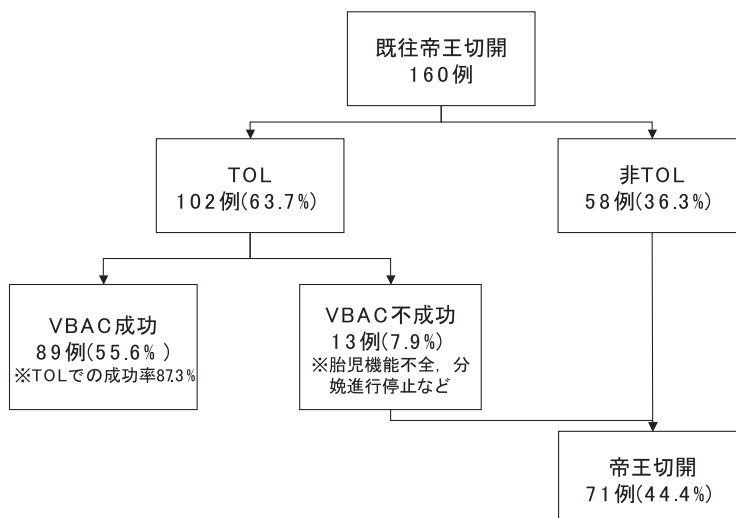 既往帝王切開
160例
TOL
102例(63.7%)
非TOL
58例(36.3%)
VBAC成功
89例(55.6%)
※TOLでの成功率87.3%
VBAC不成功
13例(7.9%)
※胎児機能不全，分
娩進行停止など
帝王切開
71例(44.4%)